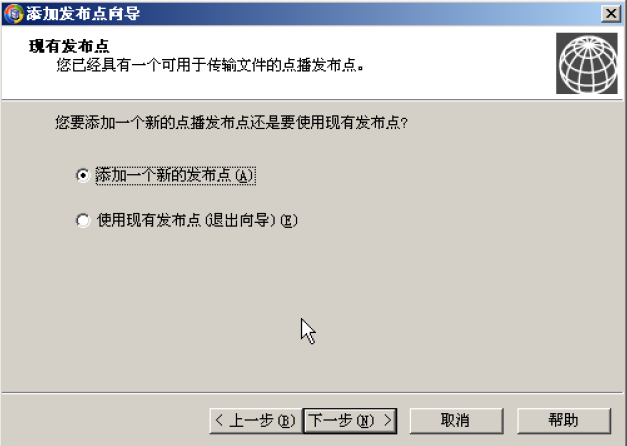 添加发布点向导
现有发布点
您已经具有一个可用于传输文件的点播发布点。
您要添加一个新的点播发布点还是要使用现有发布点?
添加一个新的发布点(A)
使用现有发布点(退出向导)(E)
< 上一步(B)
下一步(N) >
取消
帮助